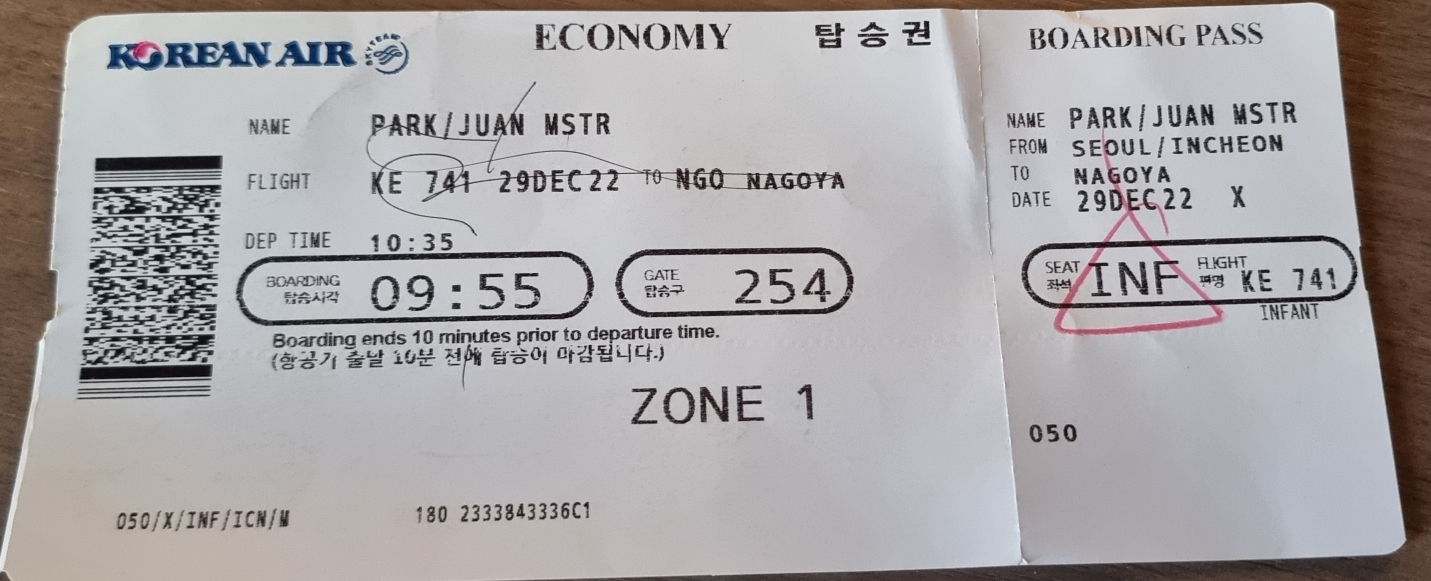 KOREAN AIR SKYTEAM ECONOMY 탑승권
NAME PARK/JUAN MSTR
FLIGHT KE 741 29DEC22 TO NGO NAGOYA
DEP TIME 10:35
BOARDING 탑승시각 09:55 GATE 탑승구 254
Boarding ends 10 minutes prior to departure time.
(항공기 출발 10분 전에 탑승이 마감됩니다.)
ZONE 1
050/X/INF/ICN/M 180 2333843336C1
BOARDING PASS
NAME PARK/JUAN MSTR
FROM SEOUL/INCHEON
TO NAGOYA
DATE 29DEC22 X
SEAT 좌석 INF FLIGHT 편명 KE 741
INFANT
050